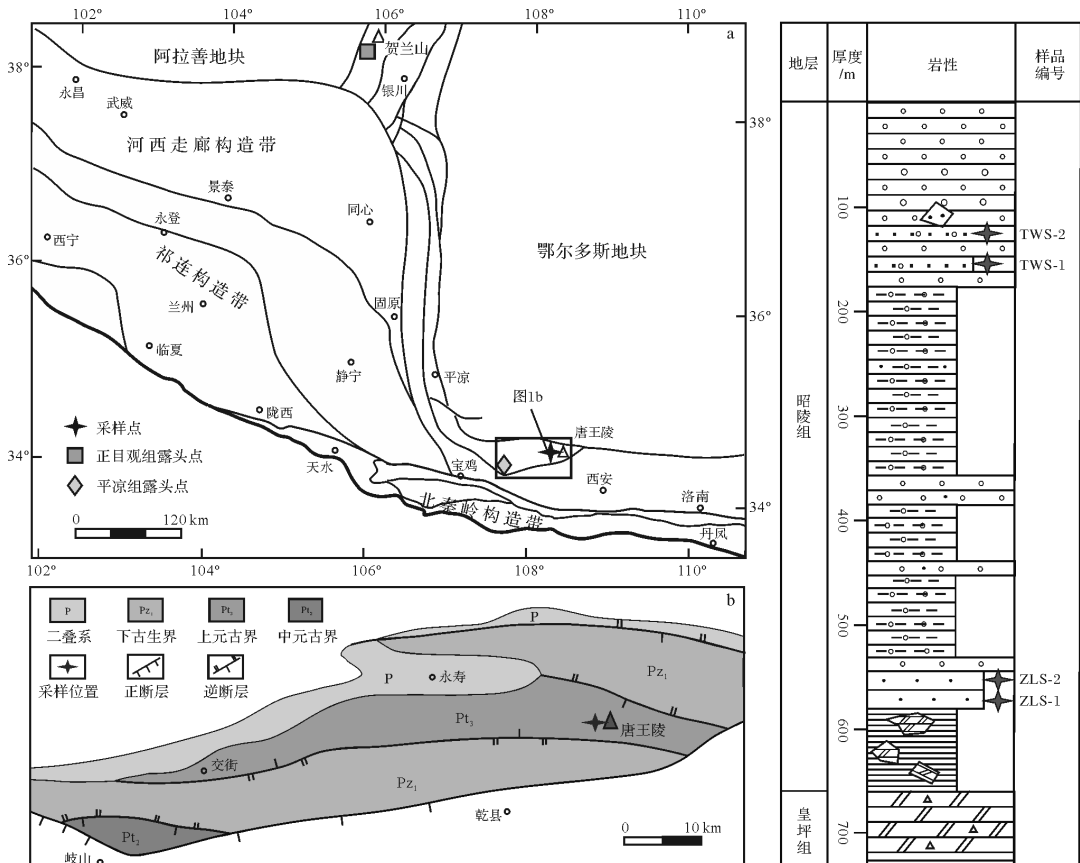 102°
104°
106°
108°
110°
a
阿拉善地块
贺兰山
38°
永昌
武威
银川
38°
河西走廊构造带
景泰
同心
永登
西宁
祁连构造带
鄂尔多斯地块
36°
兰州
固原
36°
临夏
静宁
平凉
图1b
采样点
陇西
唐王陵
正目观组露头点
34°
天水
宝鸡
西安
平凉组露头点
洛南
34°
0
120 km
北秦岭构造带
丹凤
102°
104°
106°
108°
110°
b
P
Pz₁
Pt₃
Pt₂
二叠系
下古生界
上元古界
中元古界
采样位置
正断层
逆断层
P
P
永寿
Pz₁
Pt₃
唐王陵
交衔
Pz₁
乾县
Pt₂
0
10 km
岐山
地层
厚度
/m
岩性
样品
编号
100
TWS-2
TWS-1
200
昭陵组
300
400
500
ZLS-2
ZLS-1
600
皇坪组
700